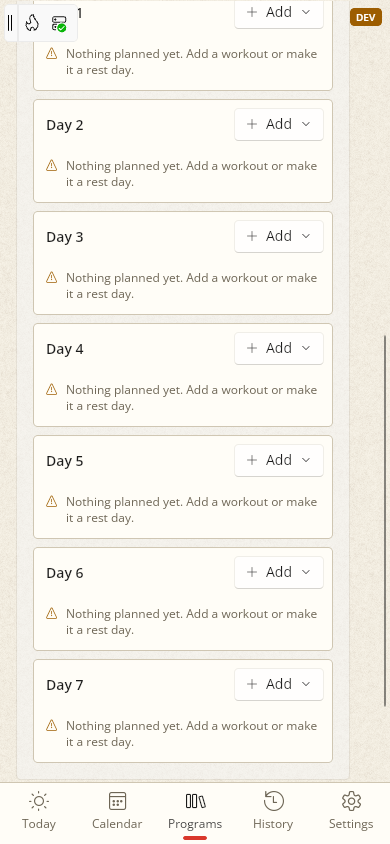 1
Add
DEV
Nothing planned yet. Add a workout or make
it a rest day.
Day 2
Add
Nothing planned yet. Add a workout or make
it a rest day.
Day 3
Add
Nothing planned yet. Add a workout or make
it a rest day.
Day 4
Add
Nothing planned yet. Add a workout or make
it a rest day.
Day 5
Add
Nothing planned yet. Add a workout or make
it a rest day.
Day 6
Add
Nothing planned yet. Add a workout or make
it a rest day.
Day 7
Add
Nothing planned yet. Add a workout or make
it a rest day.
Today
Calendar
Programs
History
Settings